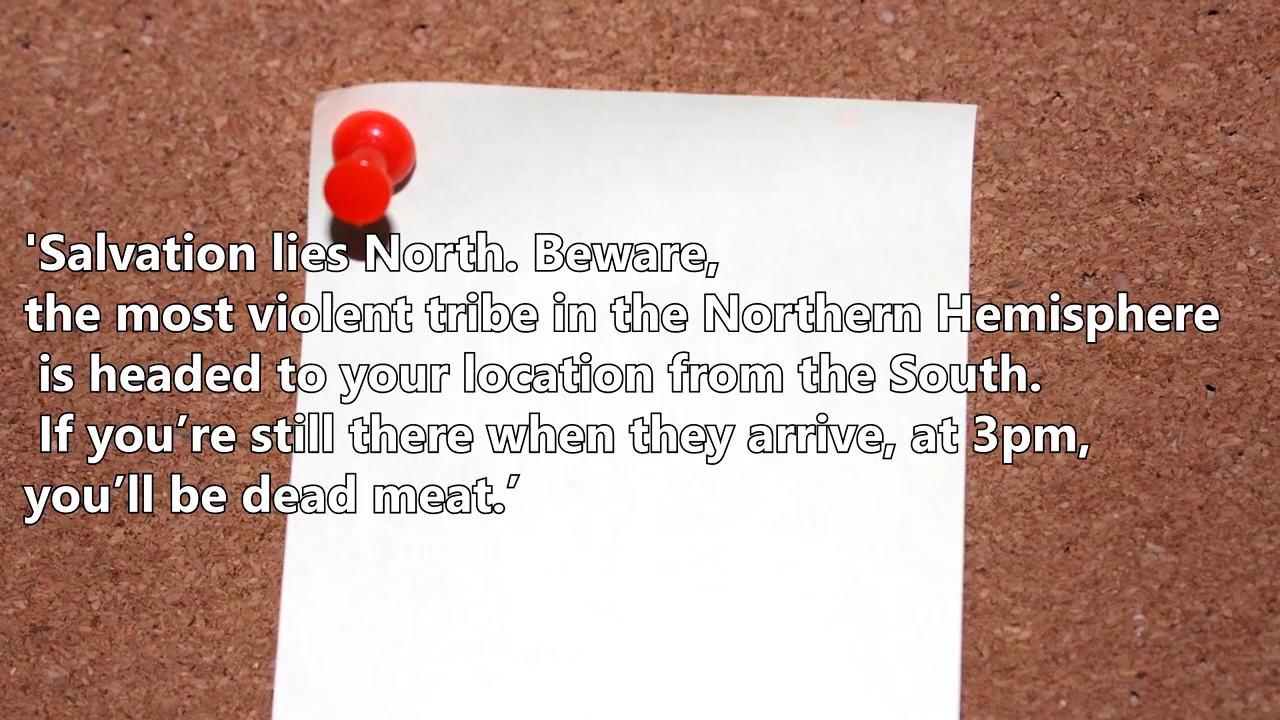 'Salvation lies North. Beware,
the most violent tribe in the Northern Hemisphere
is headed to your location from the South.
If you’re still there when they arrive, at 3pm,
you’ll be dead meat.’